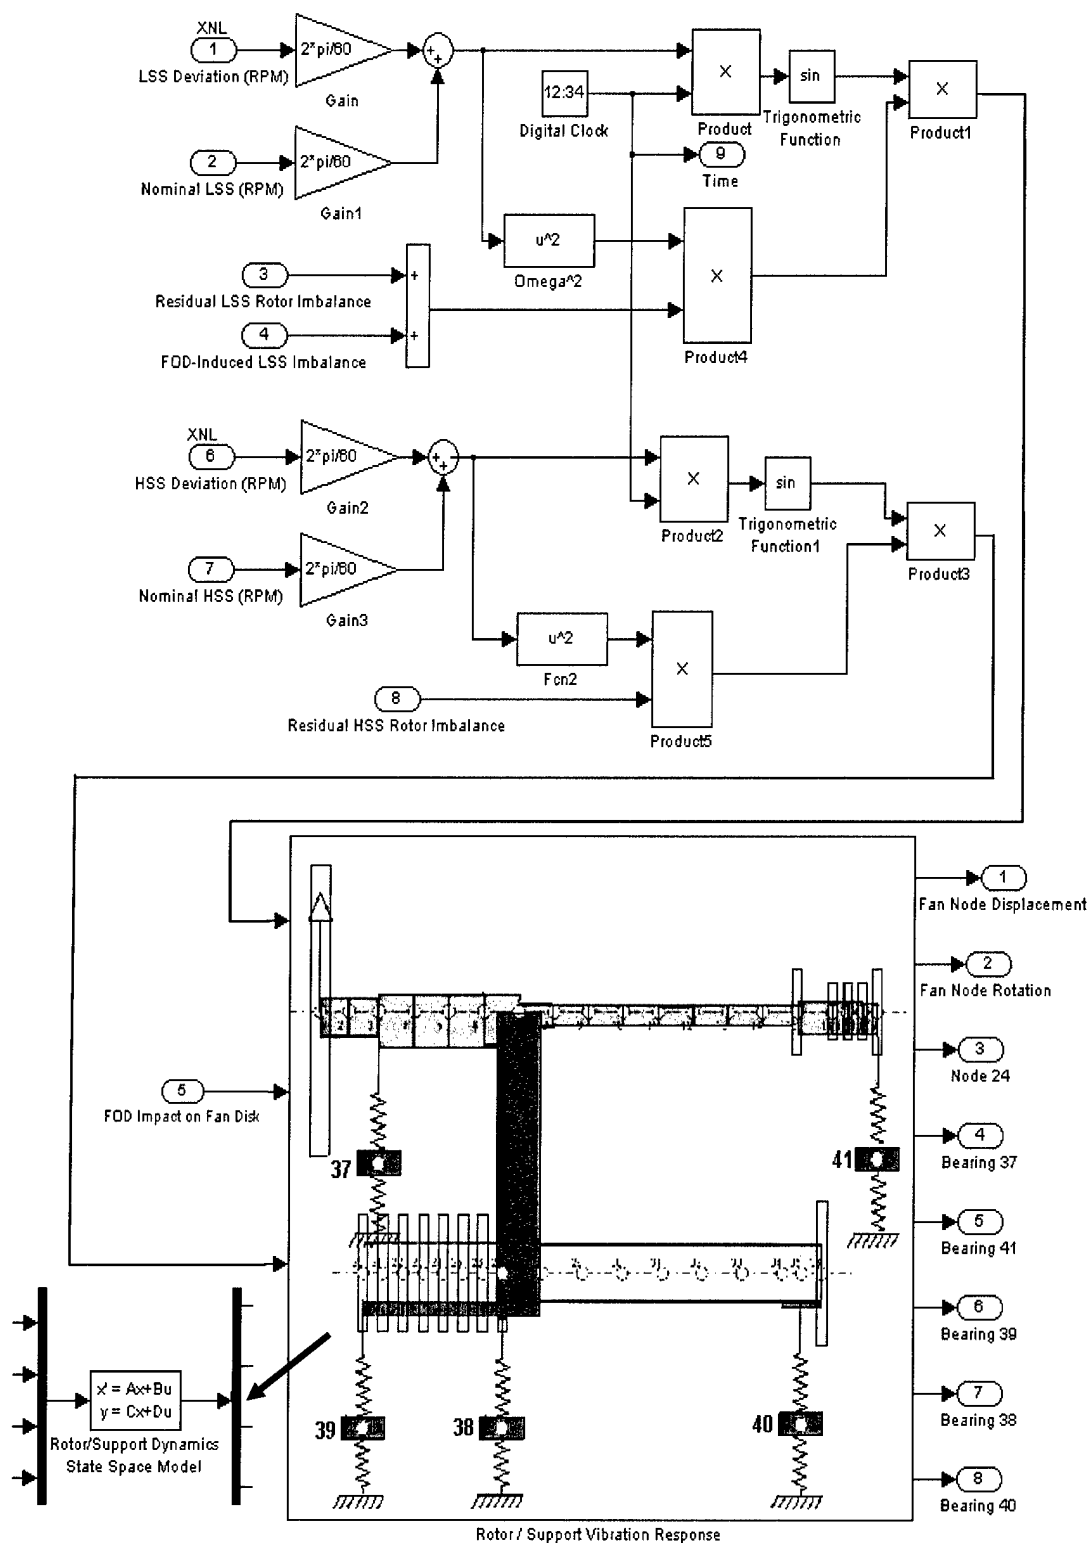 XNL
1
LSS Deviation (RPM)
2*pi/60
Gain
+
+
12:34
Digital Clock
×
Product
sin
Trigonometric
Function
×
Product1
2
Nominal LSS (RPM)
2*pi/60
Gain1
9
Time
u^2
Omega^2
×
Product4
3
Residual LSS Rotor Imbalance
+
4
FOD-Induced LSS Imbalance
+
XNL
6
HSS Deviation (RPM)
2*pi/60
Gain2
+
+
×
Product2
sin
Trigonometric
Function1
×
Product3
7
Nominal HSS (RPM)
2*pi/60
Gain3
u^2
Fcn2
×
Product5
8
Residual HSS Rotor Imbalance
1
Fan Node Displacement
2
Fan Node Rotation
3
Node 24
5
FOD Impact on Fan Disk
4
Bearing 37
37
41
5
Bearing 41
6
Bearing 39
7
Bearing 38
8
Bearing 40
39
38
40
x' = Ax+Bu
y = Cx+Du
Rotor/Support Dynamics
State Space Model
Rotor / Support Vibration Response